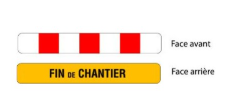 Face avant
FIN DE CHANTIER
Face arrière